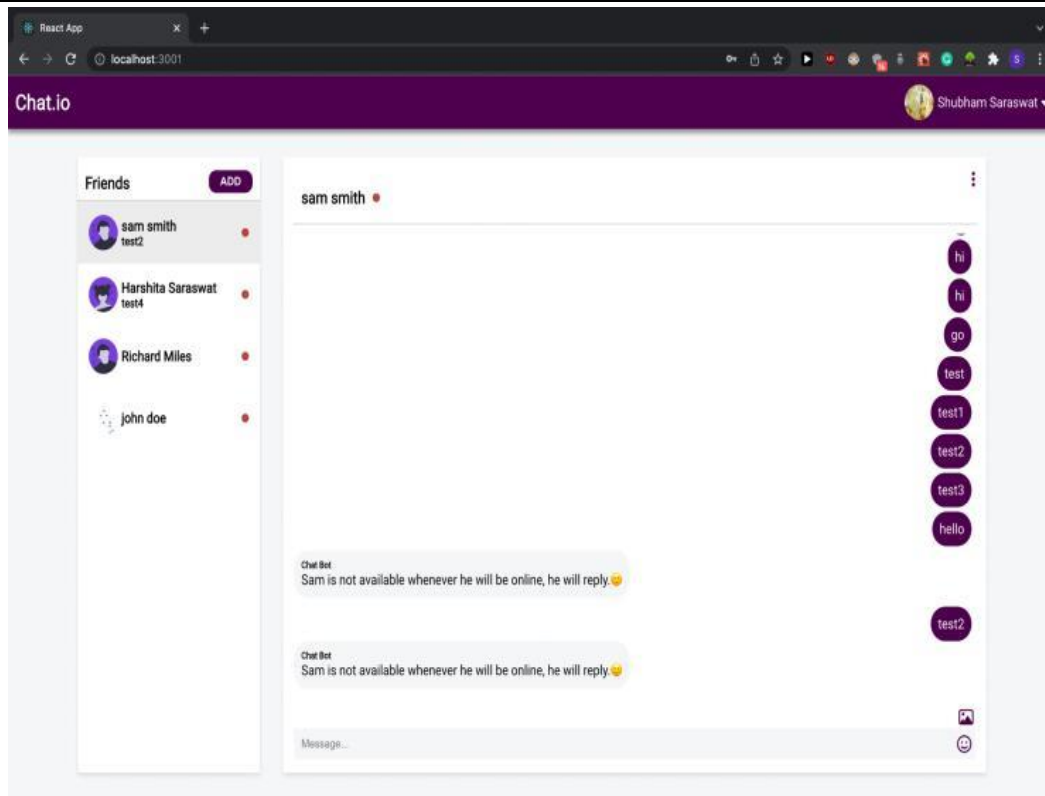 React App
localhost:3001
Chat.io
Shubham Saraswat
Friends
ADD
sam smith
test2
Harshita Saraswat
test4
Richard Miles
john doe
sam smith
hi
hi
go
test
test1
test2
test3
hello
Chat Bot
Sam is not available whenever he will be online, he will reply.😊
test2
Chat Bot
Sam is not available whenever he will be online, he will reply.😊
Message...
S